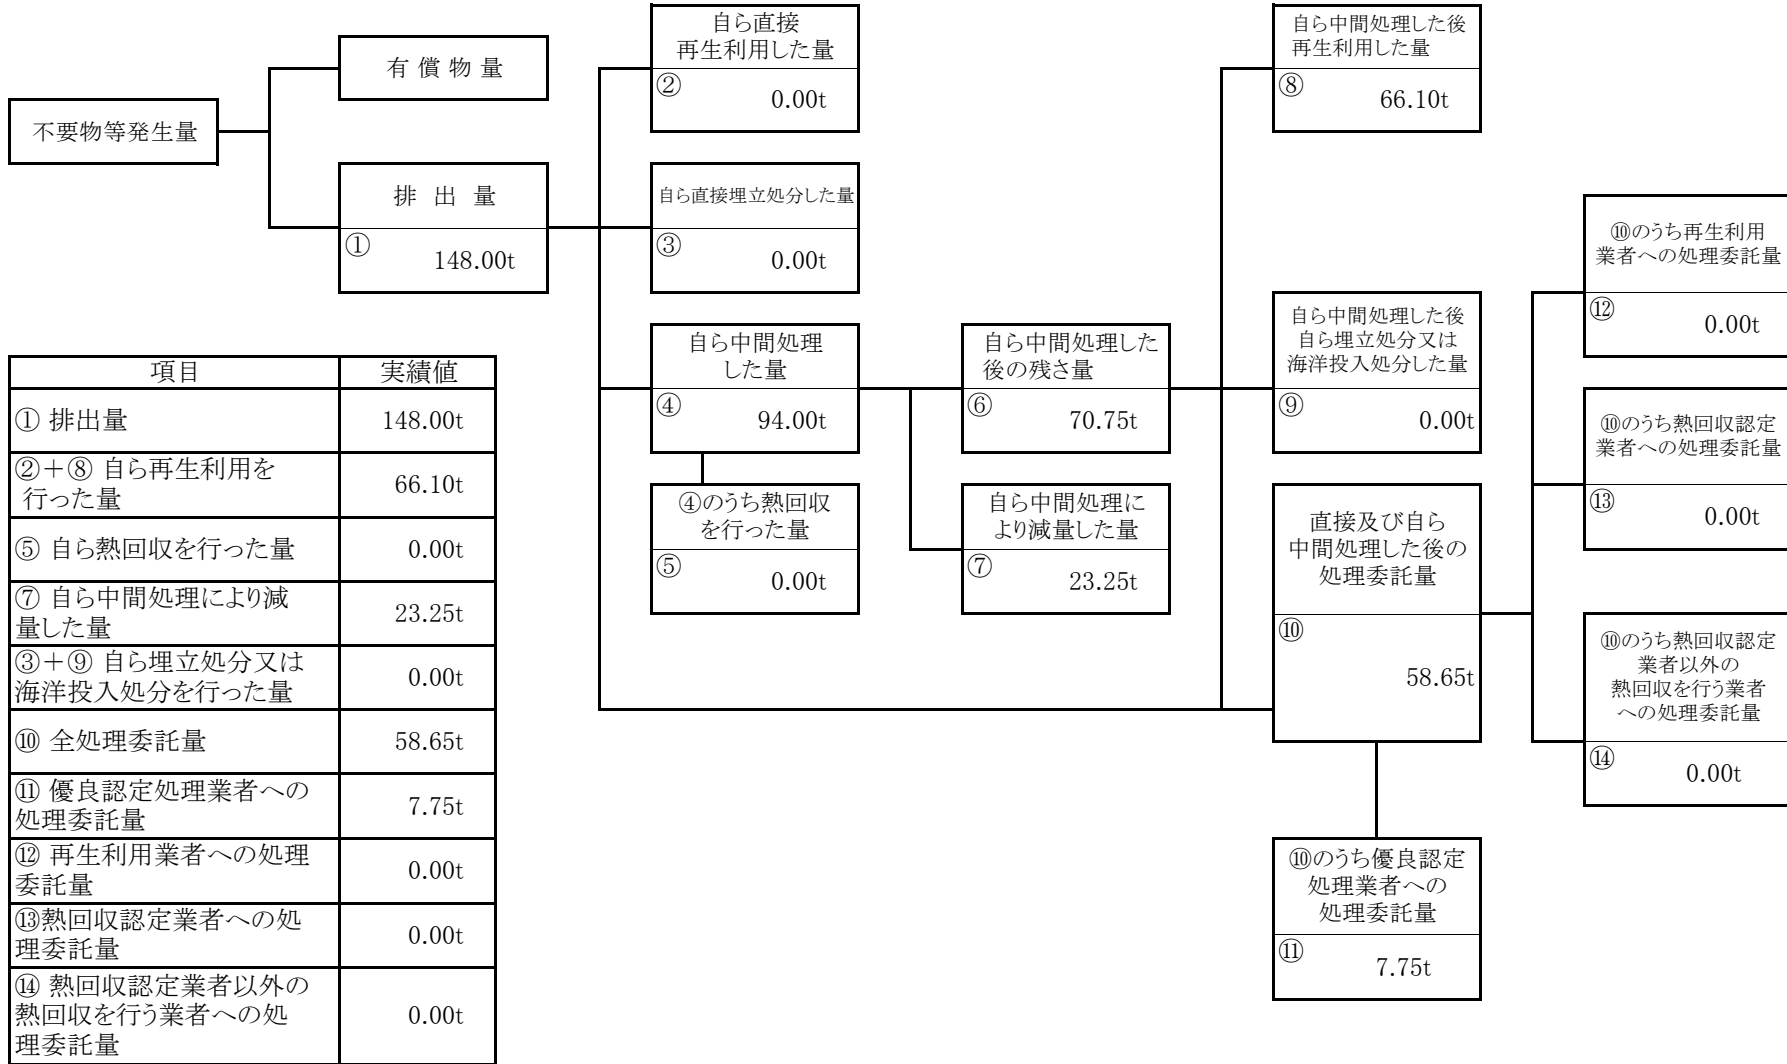 不要物等発生量
有 償 物 量
排 出 量
①
148.00t
自ら直接
再生利用した量
②
0.00t
自ら直接埋立処分した量
③
0.00t
自ら中間処理
した量
④
94.00t
④のうち熱回収
を行った量
⑤
0.00t
自ら中間処理した
後の残さ量
⑥
70.75t
自ら中間処理に
より減量した量
⑦
23.25t
自ら中間処理した後
再生利用した量
⑧
66.10t
自ら中間処理した後
自ら埋立処分又は
海洋投入処分した量
⑨
0.00t
直接及び自ら
中間処理した後の
処理委託量
⑩
58.65t
⑩のうち優良認定
処理業者への
処理委託量
⑪
7.75t
⑩のうち再生利用
業者への処理委託量
⑫
0.00t
⑩のうち熱回収認定
業者への処理委託量
⑬
0.00t
⑩のうち熱回収認定
業者以外の
熱回収を行う業者
への処理委託量
⑭
0.00t
項目 実績値
① 排出量 148.00t
②+⑧ 自ら再生利用を
行った量 66.10t
⑤ 自ら熱回収を行った量 0.00t
⑦ 自ら中間処理により減
量した量 23.25t
③+⑨ 自ら埋立処分又は
海洋投入処分を行った量 0.00t
⑩ 全処理委託量 58.65t
⑪ 優良認定処理業者への
処理委託量 7.75t
⑫ 再生利用業者への処理
委託量 0.00t
⑬熱回収認定業者への処
理委託量 0.00t
⑭ 熱回収認定業者以外の
熱回収を行う業者への処
理委託量 0.00t